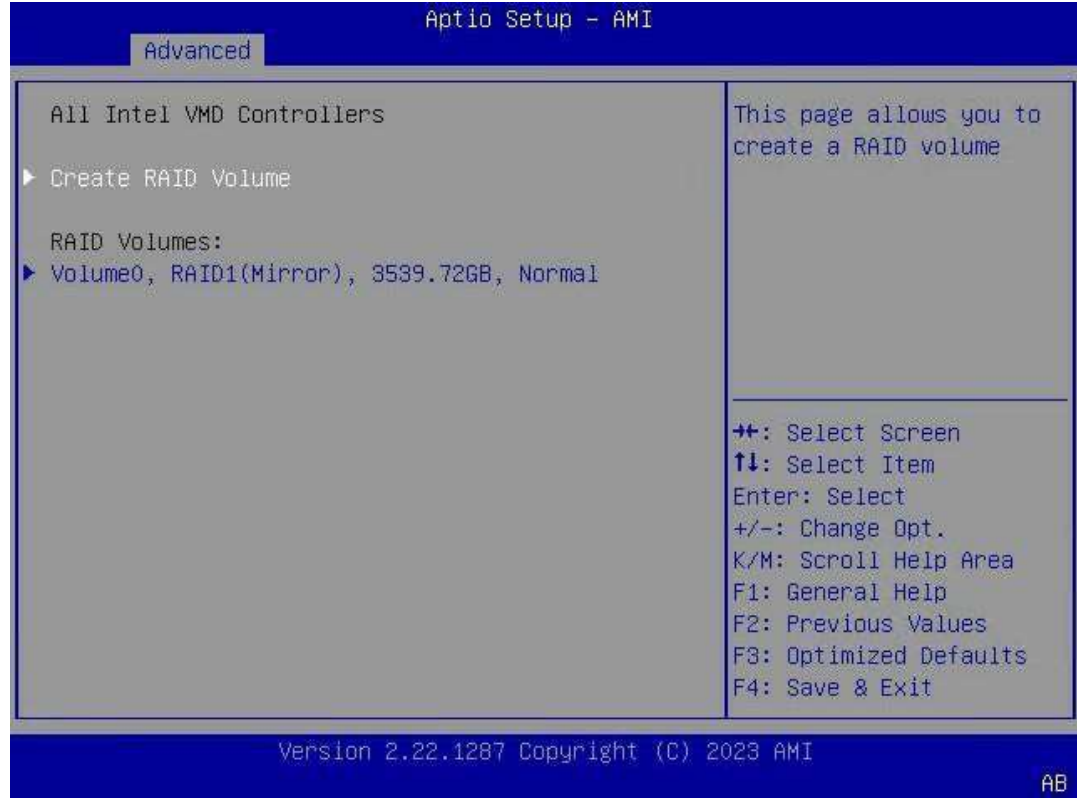 Aptio Setup – AMI
Advanced
All Intel VMD Controllers
Create RAID Volume
RAID Volumes:
Volume0, RAID1(Mirror), 3539.72GB, Normal
This page allows you to
create a RAID volume
→←: Select Screen
↑↓: Select Item
Enter: Select
+/-: Change Opt.
K/M: Scroll Help Area
F1: General Help
F2: Previous Values
F3: Optimized Defaults
F4: Save & Exit
Version 2.22.1287 Copyright (C) 2023 AMI
AB